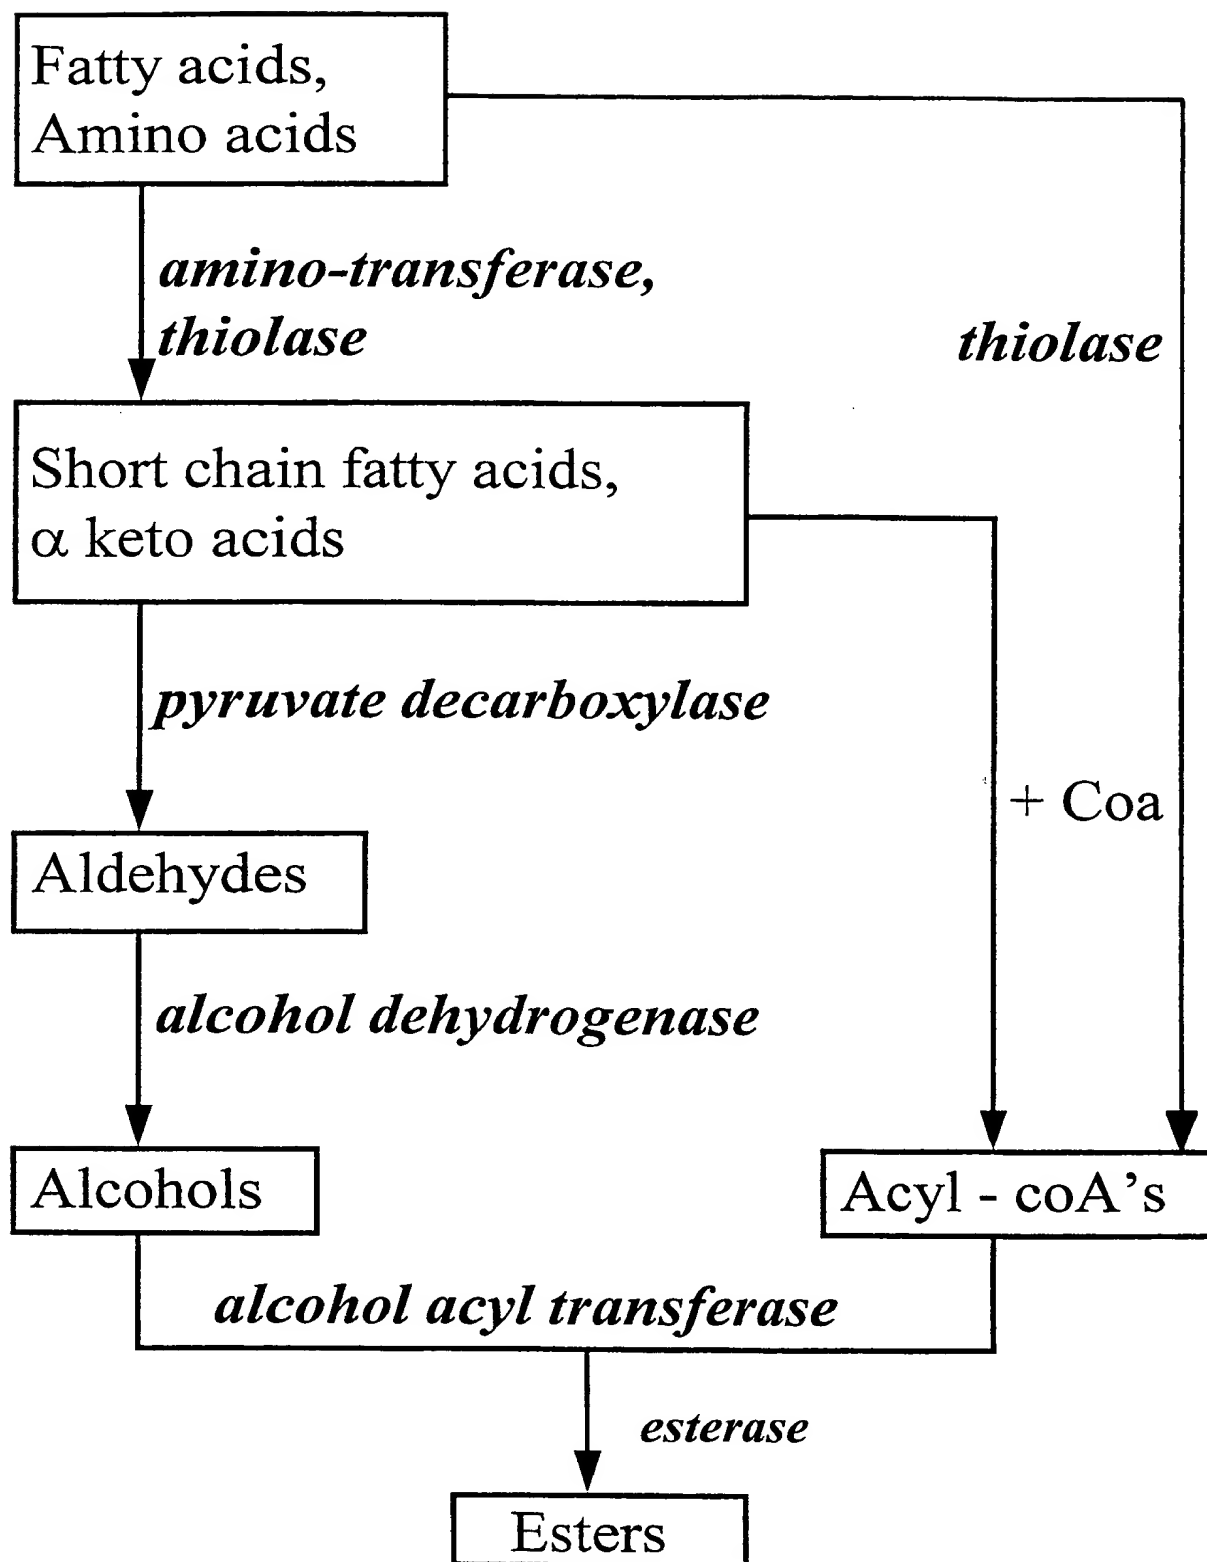 Fatty acids,
Amino acids
amino-transferase,
thiolase
thiolase
Short chain fatty acids,
α keto acids
pyruvate decarboxylase
+ Coa
Aldehydes
alcohol dehydrogenase
Alcohols
Acyl - coA’s
alcohol acyl transferase
esterase
Esters